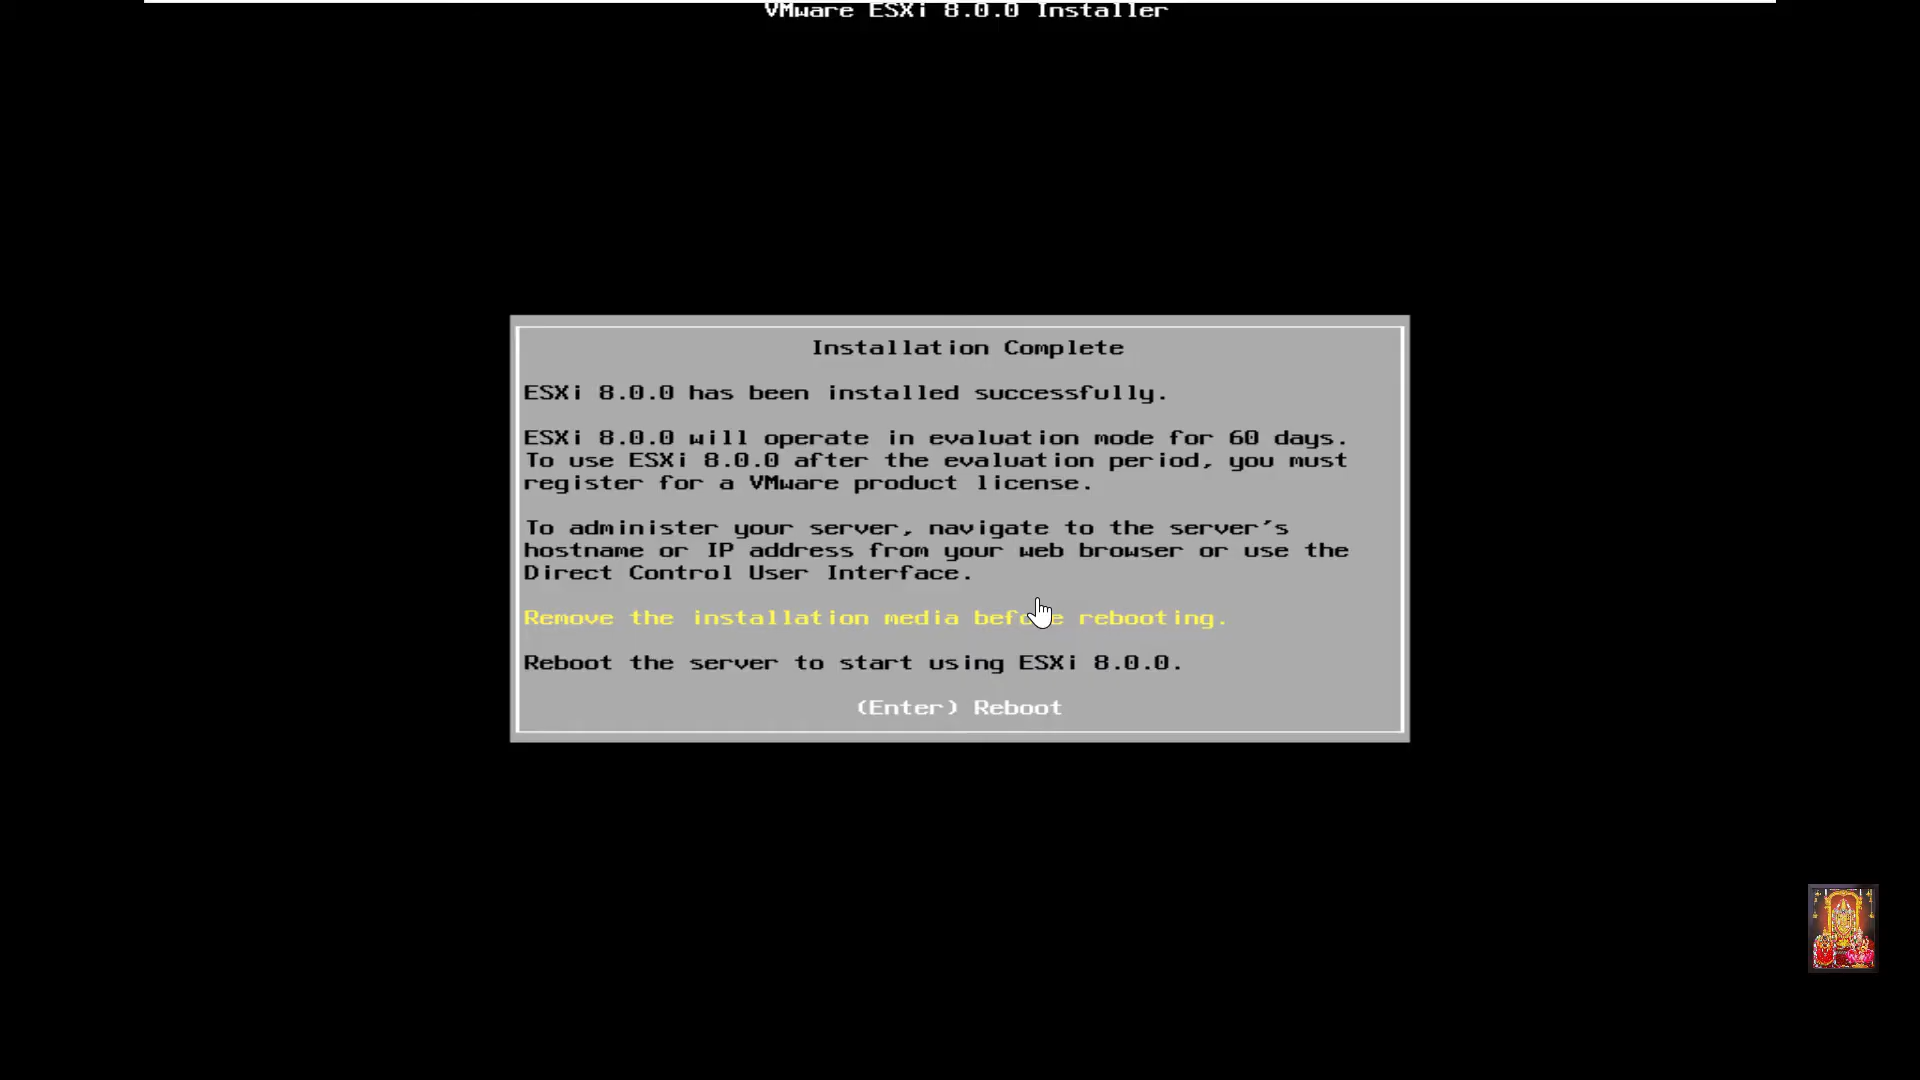 VMware ESXi 8.0.0 Installer
Installation Complete
ESXi 8.0.0 has been installed successfully.
ESXi 8.0.0 will operate in evaluation mode for 60 days.
To use ESXi 8.0.0 after the evaluation period, you must
register for a VMware product license.
To administer your server, navigate to the server's
hostname or IP address from your web browser or use the
Direct Control User Interface.
Remove the installation media before rebooting.
Reboot the server to start using ESXi 8.0.0.
(Enter) Reboot